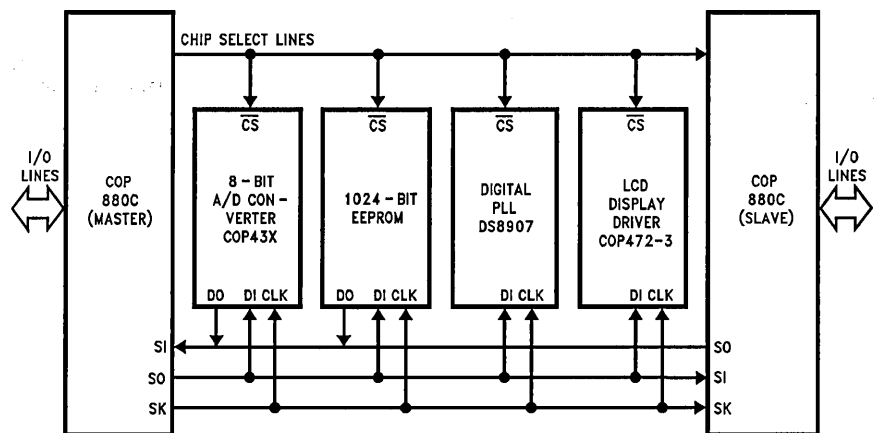 CHIP SELECT LINES
I/O
LINES
COP
880C
(MASTER)
CS
8-BIT
A/D CON-
VERTER
COP43X
DO DI CLK
CS
1024-BIT
EEPROM
DO DI CLK
CS
DIGITAL
PLL
DS8907
DI CLK
CS
LCD
DISPLAY
DRIVER
COP472-3
DI CLK
COP
880C
(SLAVE)
I/O
LINES
SI
SO
SK
SO
SI
SK